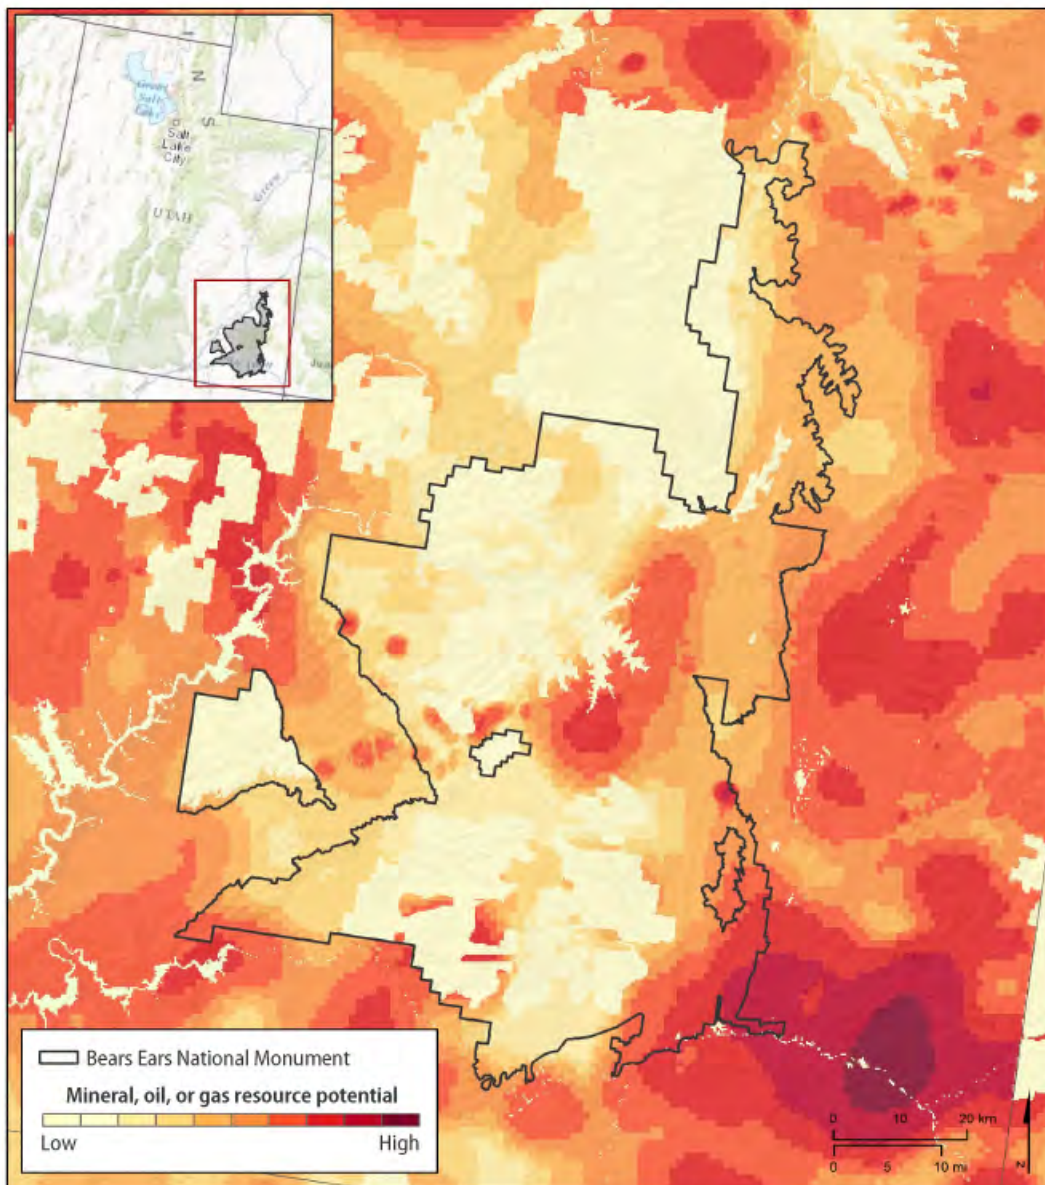 I
N
S
Great
Salt
Lake
Salt
Lake
City
Green
UTAH
Bears Ears National Monument
Mineral, oil, or gas resource potential
Low High
0 10 20 km
0 5 10 mi
N